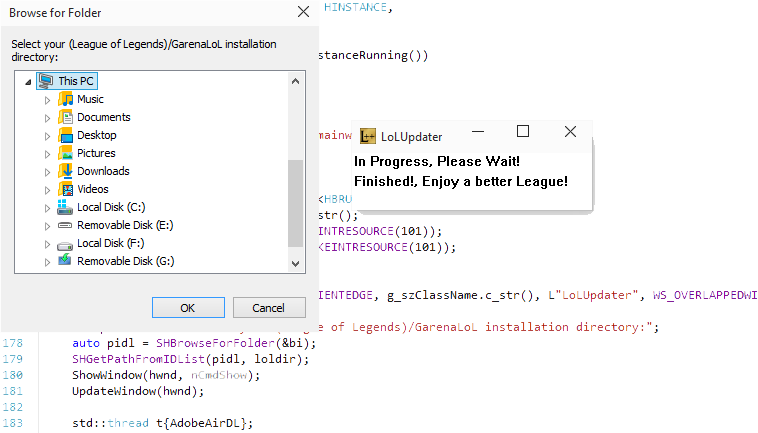 Browse for Folder
Select your (League of Legends)/GarenaLoL installation
directory:
This PC
Music
Documents
Desktop
Pictures
Downloads
Videos
Local Disk (C:)
Removable Disk (E:)
Local Disk (F:)
Removable Disk (G:)
OK
Cancel
HINSTANCE,
stanceRunning())
mainw
LoLUpdater
In Progress, Please Wait!
Finished!, Enjoy a better League!
<HBRU
str();
INTRESOURCE(101));
KEINTRESOURCE(101));
IENTEDGE, g_szClassName.c_str(), L"LoLUpdater", WS_OVERLAPPEDWI
e of Legends)/GarenaLoL installation directory:";
178 auto pidl = SHBrowseForFolder(&bi);
179 SHGetPathFromIDList(pidl, loldir);
180 ShowWindow(hwnd, nCmdShow);
181 UpdateWindow(hwnd);
182
183 std::thread t{AdobeAirDL};